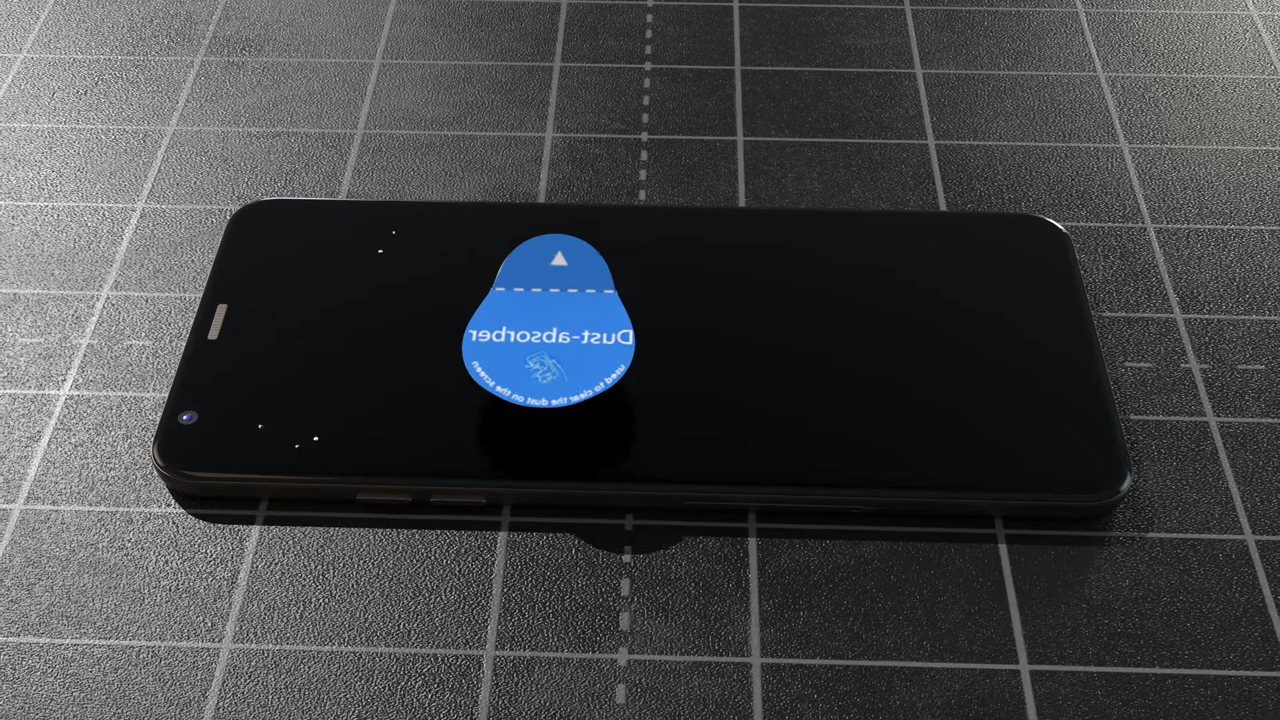 Dust-absorber
used to clear the dust on the screen